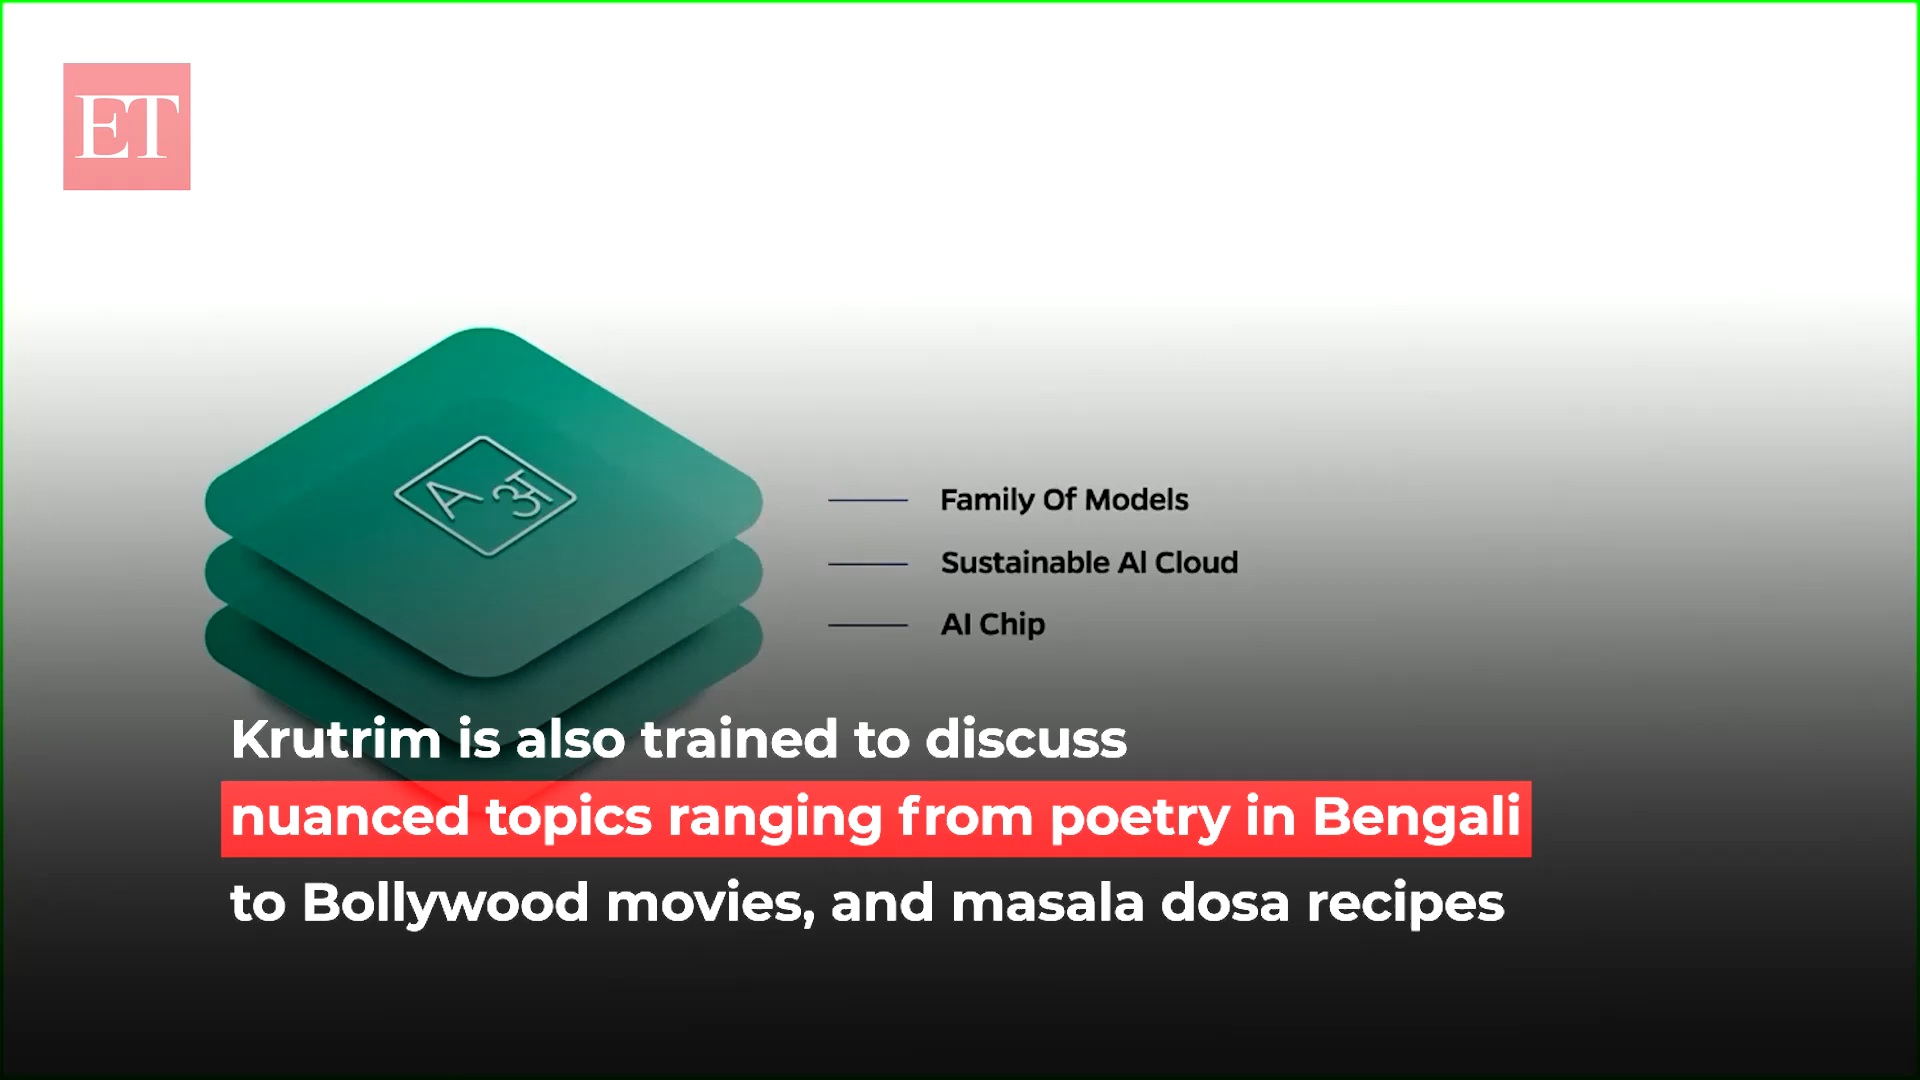 ET
A अ
Family Of Models
Sustainable AI Cloud
AI Chip
Krutrim is also trained to discuss
nuanced topics ranging from poetry in Bengali
to Bollywood movies, and masala dosa recipes